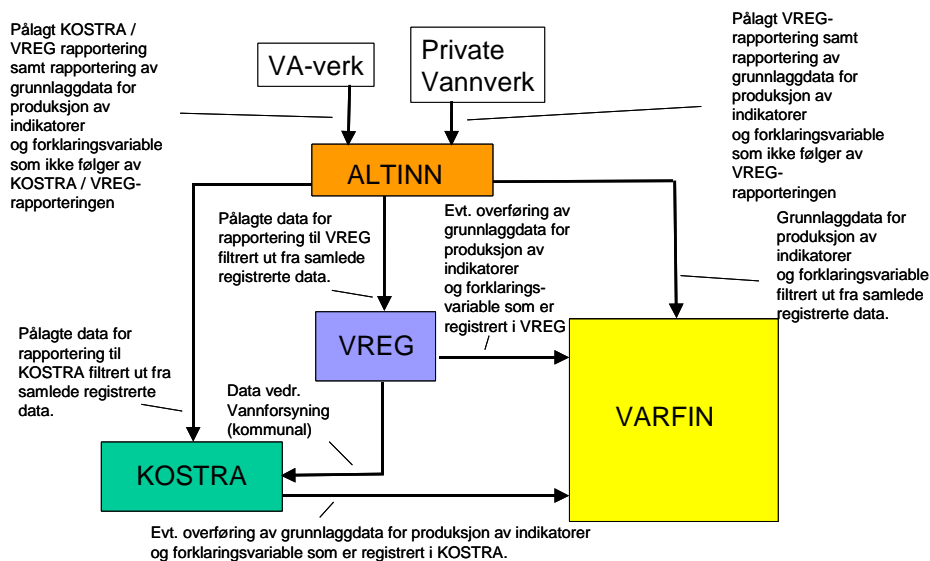 Pålagt KOSTRA /
VREG rapportering
samt rapportering av
grunnlaggdata for
produksjon av
indikatorer
og forklaringsvariable
som ikke følger av
KOSTRA / VREG-
rapporteringen
VA-verk
Private
Vannverk
Pålagt VREG-
rapportering samt
rapportering av
grunnlaggdata for
produksjon av
indikatorer
og forklaringsvariable
som ikke følger av
VREG-
rapporteringen
ALTINN
Pålagte data for
rapportering til VREG
filtrert ut fra samlede
registrerte data.
Evt. overføring av
grunnlaggdata for
produksjon av
indikatorer
og forklarings-
variable som er
registrert i VREG
Grunnlaggdata for
produksjon av
indikatorer
og forklaringsvariable
filtrert ut fra samlede
registrerte data.
VREG
Pålagte data for
rapportering til
KOSTRA filtrert ut fra
samlede registrerte
data.
Data vedr.
Vannforsyning
(kommunal)
VARFIN
KOSTRA
Evt. overføring av grunnlaggdata for produksjon av indikatorer
og forklaringsvariable som er registrert i KOSTRA.